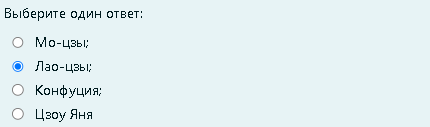 Выберите один ответ:
Мо-цзы;
Лао-цзы;
Конфуция;
Цзоу Яня